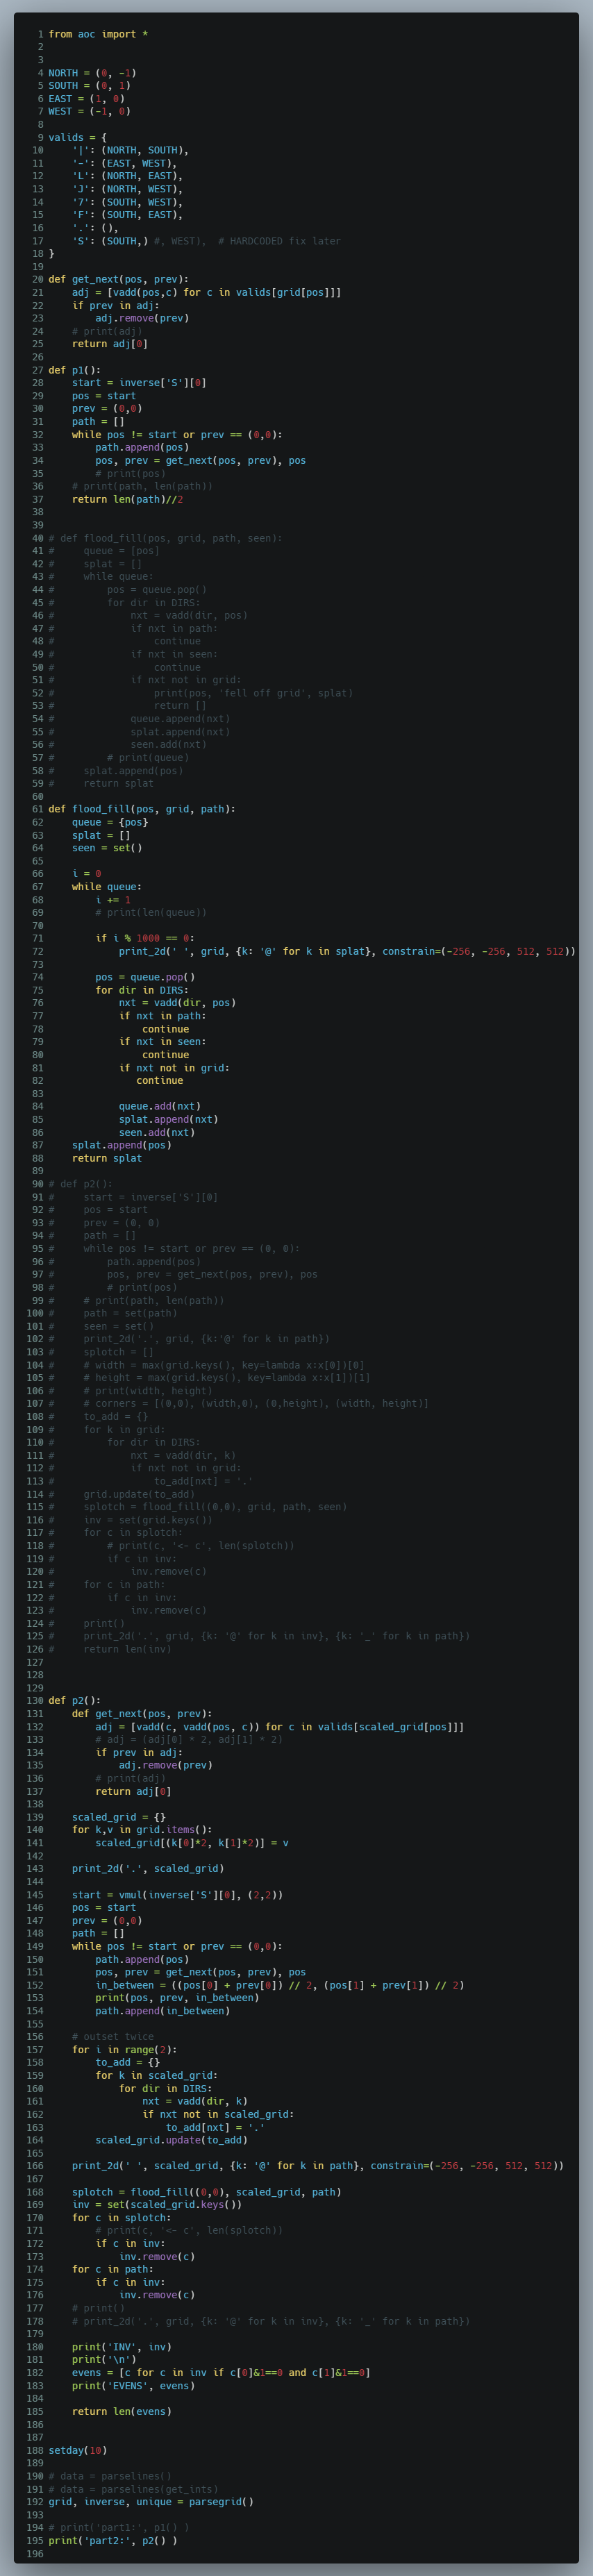 1 from aoc import *
2
3
4 NORTH = (0, -1)
5 SOUTH = (0, 1)
6 EAST = (1, 0)
7 WEST = (-1, 0)
8
9 valids = {
10     '|': (NORTH, SOUTH),
11     '-': (EAST, WEST),
12     'L': (NORTH, EAST),
13     'J': (NORTH, WEST),
14     '7': (SOUTH, WEST),
15     'F': (SOUTH, EAST),
16     '.': (),
17     'S': (SOUTH,) #, WEST),  # HARDCODED fix later
18 }
19
20 def get_next(pos, prev):
21     adj = [vadd(pos,c) for c in valids[grid[pos]]]
22     if prev in adj:
23         adj.remove(prev)
24     # print(adj)
25     return adj[0]
26
27 def p1():
28     start = inverse['S'][0]
29     pos = start
30     prev = (0,0)
31     path = []
32     while pos != start or prev == (0,0):
33         path.append(pos)
34         pos, prev = get_next(pos, prev), pos
35         # print(pos)
36     # print(path, len(path))
37     return len(path)//2
38
39
40 # def flood_fill(pos, grid, path, seen):
41 #     queue = [pos]
42 #     splat = []
43 #     while queue:
44 #         pos = queue.pop()
45 #         for dir in DIRS:
46 #             nxt = vadd(dir, pos)
47 #             if nxt in path:
48 #                 continue
49 #             if nxt in seen:
50 #                 continue
51 #             if nxt not in grid:
52 #                 print(pos, 'fell off grid', splat)
53 #                 return []
54 #             queue.append(nxt)
55 #             splat.append(nxt)
56 #             seen.add(nxt)
57 #         # print(queue)
58 #     splat.append(pos)
59 #     return splat
60
61 def flood_fill(pos, grid, path):
62     queue = {pos}
63     splat = []
64     seen = set()
65
66     i = 0
67     while queue:
68         i += 1
69         # print(len(queue))
70
71         if i % 1000 == 0:
72             print_2d(' ', grid, {k: '@' for k in splat}, constrain=(-256, -256, 512, 512))
73
74         pos = queue.pop()
75         for dir in DIRS:
76             nxt = vadd(dir, pos)
77             if nxt in path:
78                 continue
79             if nxt in seen:
80                 continue
81             if nxt not in grid:
82                continue
83
84             queue.add(nxt)
85             splat.append(nxt)
86             seen.add(nxt)
87     splat.append(pos)
88     return splat
89
90 # def p2():
91 #     start = inverse['S'][0]
92 #     pos = start
93 #     prev = (0, 0)
94 #     path = []
95 #     while pos != start or prev == (0, 0):
96 #         path.append(pos)
97 #         pos, prev = get_next(pos, prev), pos
98 #         # print(pos)
99 #     # print(path, len(path))
100 #     path = set(path)
101 #     seen = set()
102 #     print_2d('.', grid, {k:'@' for k in path})
103 #     splotch = []
104 #     # width = max(grid.keys(), key=lambda x:x[0])[0]
105 #     # height = max(grid.keys(), key=lambda x:x[1])[1]
106 #     # print(width, height)
107 #     # corners = [(0,0), (width,0), (0,height), (width, height)]
108 #     to_add = {}
109 #     for k in grid:
110 #         for dir in DIRS:
111 #             nxt = vadd(dir, k)
112 #             if nxt not in grid:
113 #                 to_add[nxt] = '.'
114 #     grid.update(to_add)
115 #     splotch = flood_fill((0,0), grid, path, seen)
116 #     inv = set(grid.keys())
117 #     for c in splotch:
118 #         # print(c, '<- c', len(splotch))
119 #         if c in inv:
120 #             inv.remove(c)
121 #     for c in path:
122 #         if c in inv:
123 #             inv.remove(c)
124 #     print()
125 #     print_2d('.', grid, {k: '@' for k in inv}, {k: '_' for k in path})
126 #     return len(inv)
127
128
129
130 def p2():
131     def get_next(pos, prev):
132         adj = [vadd(c, vadd(pos, c)) for c in valids[scaled_grid[pos]]]
133         # adj = (adj[0] * 2, adj[1] * 2)
134         if prev in adj:
135             adj.remove(prev)
136         # print(adj)
137         return adj[0]
138
139     scaled_grid = {}
140     for k,v in grid.items():
141         scaled_grid[(k[0]*2, k[1]*2)] = v
142
143     print_2d('.', scaled_grid)
144
145     start = vmul(inverse['S'][0], (2,2))
146     pos = start
147     prev = (0,0)
148     path = []
149     while pos != start or prev == (0,0):
150         path.append(pos)
151         pos, prev = get_next(pos, prev), pos
152         in_between = ((pos[0] + prev[0]) // 2, (pos[1] + prev[1]) // 2)
153         print(pos, prev, in_between)
154         path.append(in_between)
155
156     # outset twice
157     for i in range(2):
158         to_add = {}
159         for k in scaled_grid:
160             for dir in DIRS:
161                 nxt = vadd(dir, k)
162                 if nxt not in scaled_grid:
163                     to_add[nxt] = '.'
164         scaled_grid.update(to_add)
165
166     print_2d(' ', scaled_grid, {k: '@' for k in path}, constrain=(-256, -256, 512, 512))
167
168     splotch = flood_fill((0,0), scaled_grid, path)
169     inv = set(scaled_grid.keys())
170     for c in splotch:
171         # print(c, '<- c', len(splotch))
172         if c in inv:
173             inv.remove(c)
174     for c in path:
175         if c in inv:
176             inv.remove(c)
177     # print()
178     # print_2d('.', grid, {k: '@' for k in inv}, {k: '_' for k in path})
179
180     print('INV', inv)
181     print('\n')
182     evens = [c for c in inv if c[0]&1==0 and c[1]&1==0]
183     print('EVENS', evens)
184
185     return len(evens)
186
187
188 setday(10)
189
190 # data = parselines()
191 # data = parselines(get_ints)
192 grid, inverse, unique = parsegrid()
193
194 # print('part1:', p1() )
195 print('part2:', p2() )
196